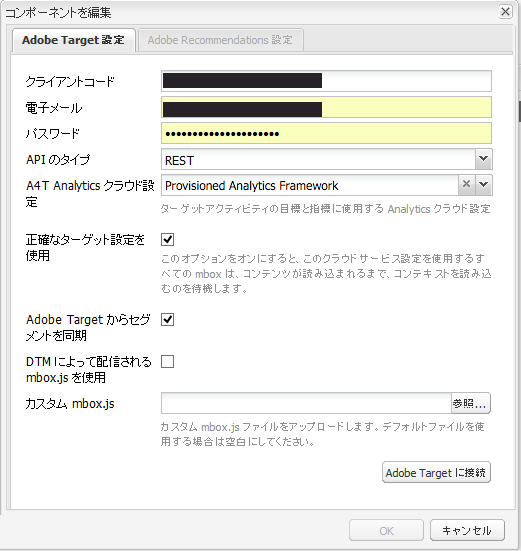 コンポーネントを編集
Adobe Target 設定
Adobe Recommendations 設定
クライアントコード
電子メール
パスワード
•••••••••••••••••••••
API のタイプ
REST
A4T Analytics クラウド設
定
Provisioned Analytics Framework
ターゲットアクティビティの目標と指標に使用する Analytics クラウド設定
正確なターゲット設定を
使用
このオプションをオンにすると、このクラウドサービス設定を使用するす
べての mbox は、コンテンツが読み込まれるまで、コンテキストを読み込
むのを待機します。
Adobe Target からセグ
メントを同期
DTM によって配信される
mbox.js を使用
カスタム mbox.js
参照...
カスタム mbox.js ファイルをアップロードします。デフォルトファイルを使
用する場合は空白にしてください。
Adobe Target に接続
OK
キャンセル